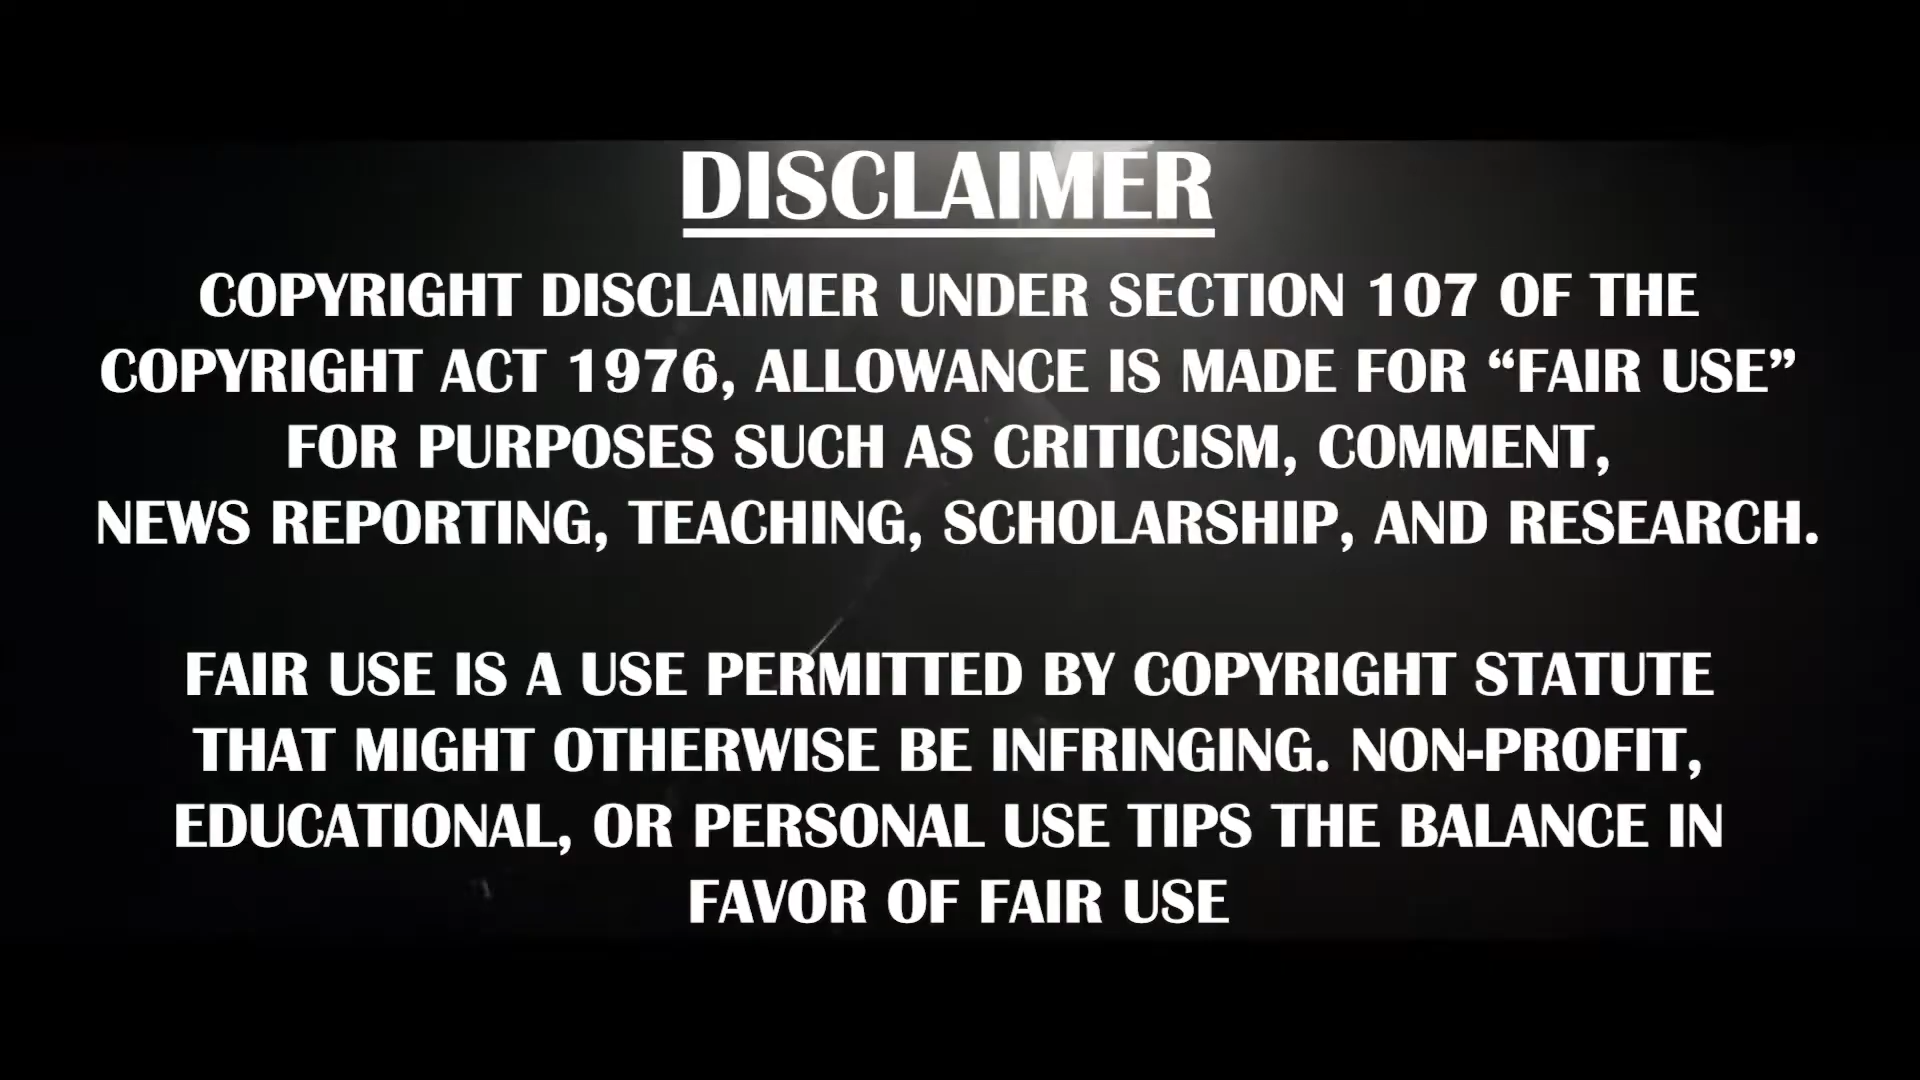 DISCLAIMER
COPYRIGHT DISCLAIMER UNDER SECTION 107 OF THE
COPYRIGHT ACT 1976, ALLOWANCE IS MADE FOR “FAIR USE”
FOR PURPOSES SUCH AS CRITICISM, COMMENT,
NEWS REPORTING, TEACHING, SCHOLARSHIP, AND RESEARCH.
FAIR USE IS A USE PERMITTED BY COPYRIGHT STATUTE
THAT MIGHT OTHERWISE BE INFRINGING. NON-PROFIT,
EDUCATIONAL, OR PERSONAL USE TIPS THE BALANCE IN
FAVOR OF FAIR USE